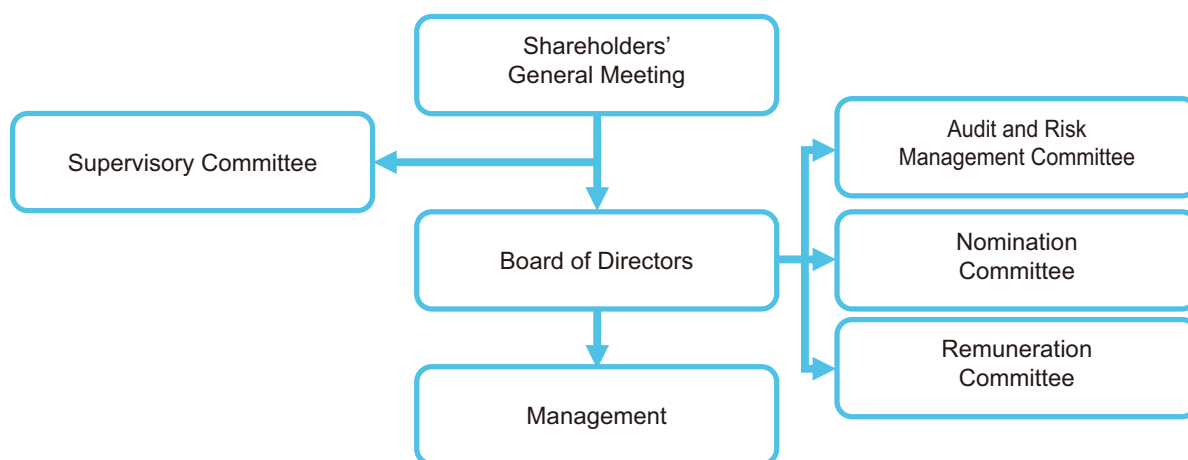 Shareholders’
General Meeting
Supervisory Committee
Audit and Risk
Management Committee
Board of Directors
Nomination
Committee
Remuneration
Committee
Management